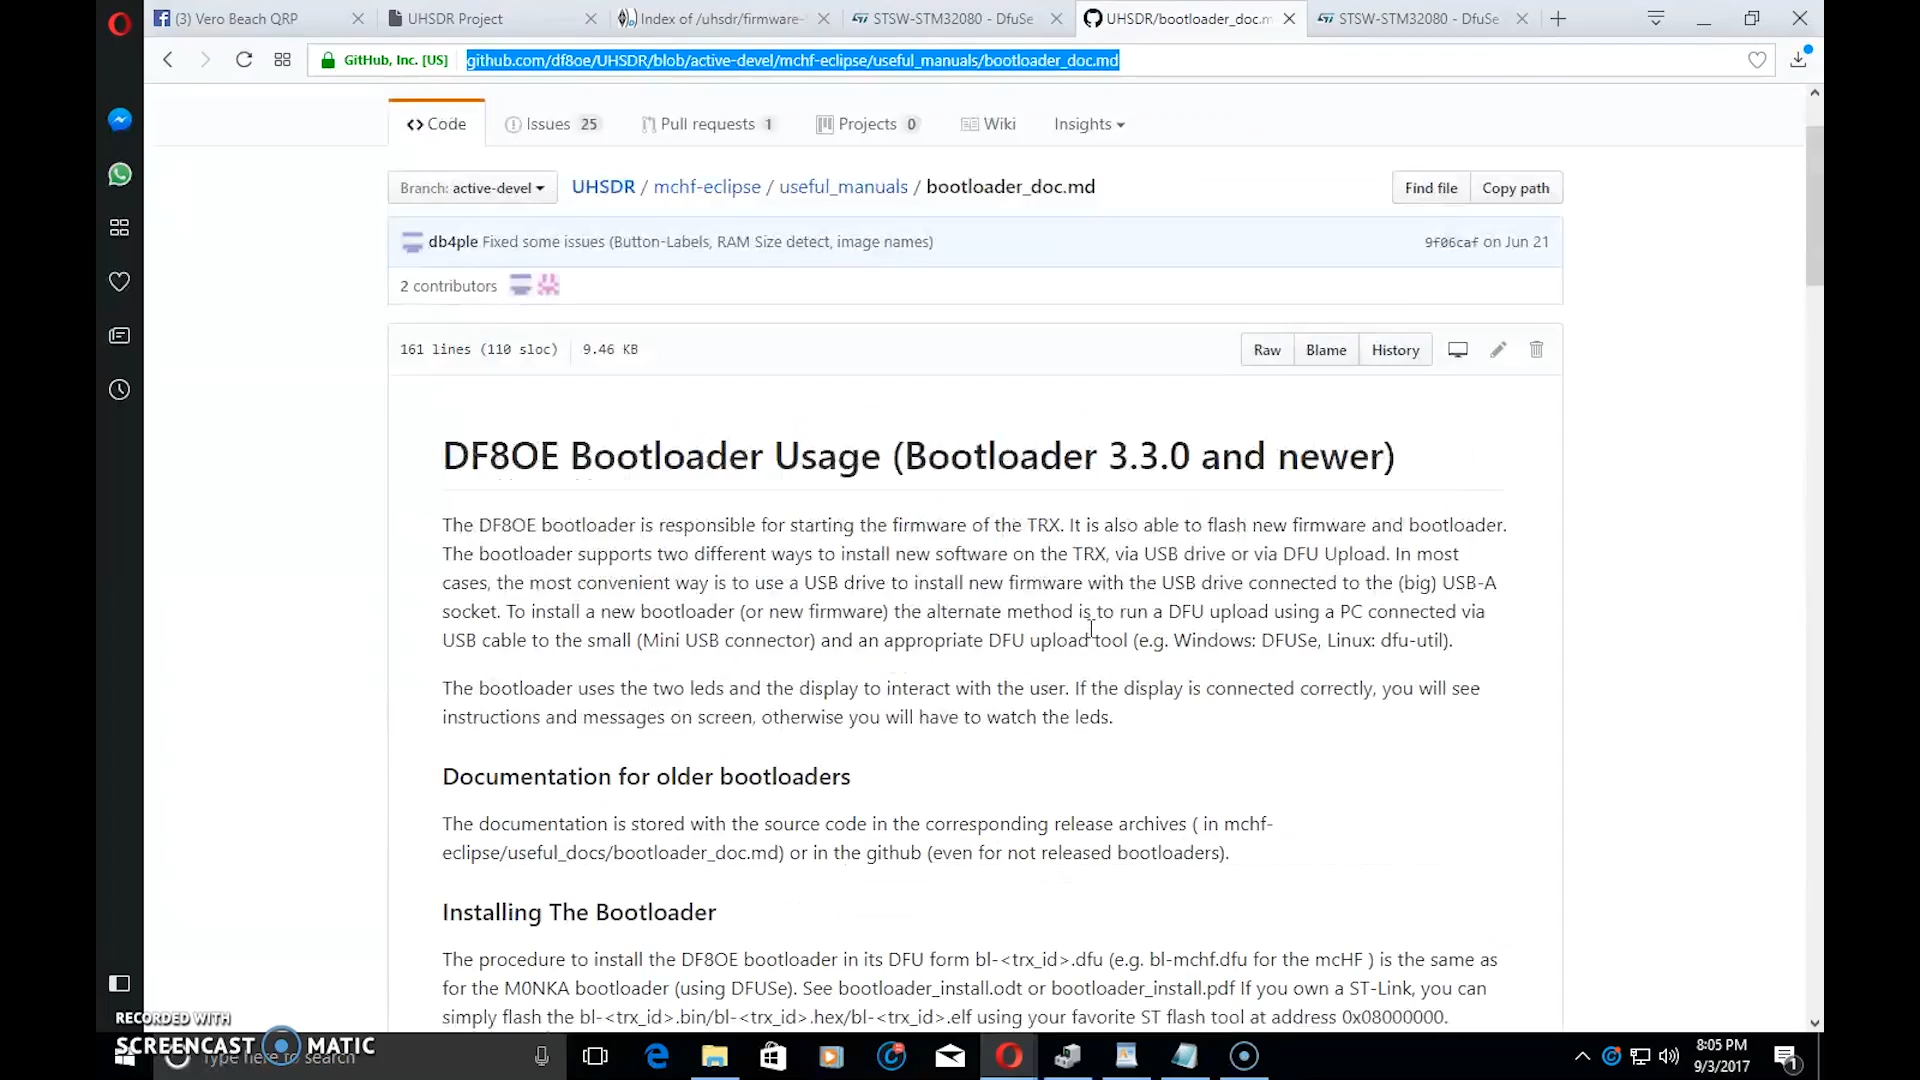 (3) Vero Beach QRP
UHSDR Project
Index of /uhsdr/firmware-
STSW-STM32080 - DfuSe
UHSDR/bootloader_doc.m
STSW-STM32080 - DfuSe
GitHub, Inc. [US]
github.com/df8oe/UHSDR/blob/active-devel/mchf-eclipse/useful_manuals/bootloader_doc.md
Code
Issues 25
Pull requests 1
Projects 0
Wiki
Insights
Branch: active-devel
UHSDR / mchf-eclipse / useful_manuals / bootloader_doc.md
Find file
Copy path
db4ple Fixed some issues (Button-Labels, RAM Size detect, image names)
9f06caf on Jun 21
2 contributors
161 lines (110 sloc)
9.46 KB
Raw
Blame
History
DF8OE Bootloader Usage (Bootloader 3.3.0 and newer)
The DF8OE bootloader is responsible for starting the firmware of the TRX. It is also able to flash new firmware and bootloader.
The bootloader supports two different ways to install new software on the TRX, via USB drive or via DFU Upload. In most
cases, the most convenient way is to use a USB drive to install new firmware with the USB drive connected to the (big) USB-A
socket. To install a new bootloader (or new firmware) the alternate method is to run a DFU upload using a PC connected via
USB cable to the small (Mini USB connector) and an appropriate DFU upload tool (e.g. Windows: DFUSe, Linux: dfu-util).
The bootloader uses the two leds and the display to interact with the user. If the display is connected correctly, you will see
instructions and messages on screen, otherwise you will have to watch the leds.
Documentation for older bootloaders
The documentation is stored with the source code in the corresponding release archives ( in mchf-
eclipse/useful_docs/bootloader_doc.md) or in the github (even for not released bootloaders).
Installing The Bootloader
The procedure to install the DF8OE bootloader in its DFU form bl-<trx_id>.dfu (e.g. bl-mchf.dfu for the mcHF ) is the same as
for the M0NKA bootloader (using DFUSe). See bootloader_install.odt or bootloader_install.pdf If you own a ST-Link, you can
simply flash the bl-<trx_id>.bin/bl-<trx_id>.hex/bl-<trx_id>.elf using your favorite ST flash tool at address 0x08000000.
RECORDED WITH
SCREENCAST MATIC
Type here to search
8:05 PM
9/3/2017
1